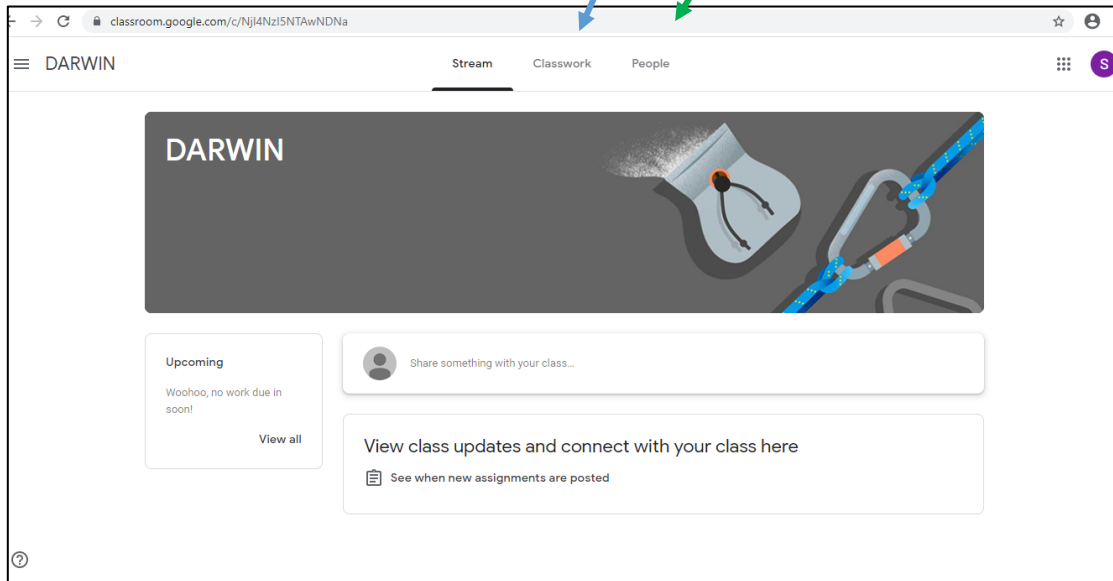 classroom.google.com/c/NjI4NzI5NTAwNDNa
DARWIN
Stream Classwork People
S
DARWIN
Upcoming
Woohoo, no work due in
soon!
View all
Share something with your class...
View class updates and connect with your class here
See when new assignments are posted